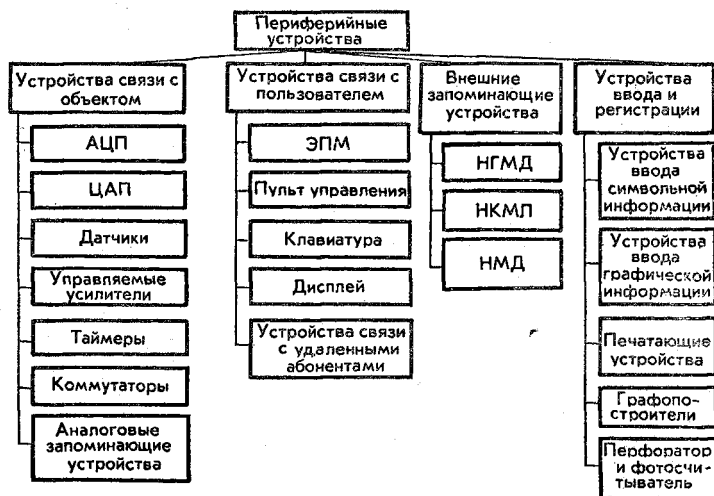 Периферийные
устройства
Устройства связи с
объектом
АЦП
ЦАП
Датчики
Управляемые
усилители
Таймеры
Коммутаторы
Аналоговые
запоминающие
устройства
Устройства связи с
пользователем
ЭПМ
Пульт управления
Клавиатура
Дисплей
Устройства связи
с удаленными
абонентами
Внешние
запоминающие
устройства
НГМД
НКМЛ
НМД
Устройства
ввода и
регистрации
Устройства
ввода
символьной
информации
Устройства
ввода
графической
информации
Печатающие
устройства
Графопо-
строители
Перфоратор
и фотосчи-
тыватель